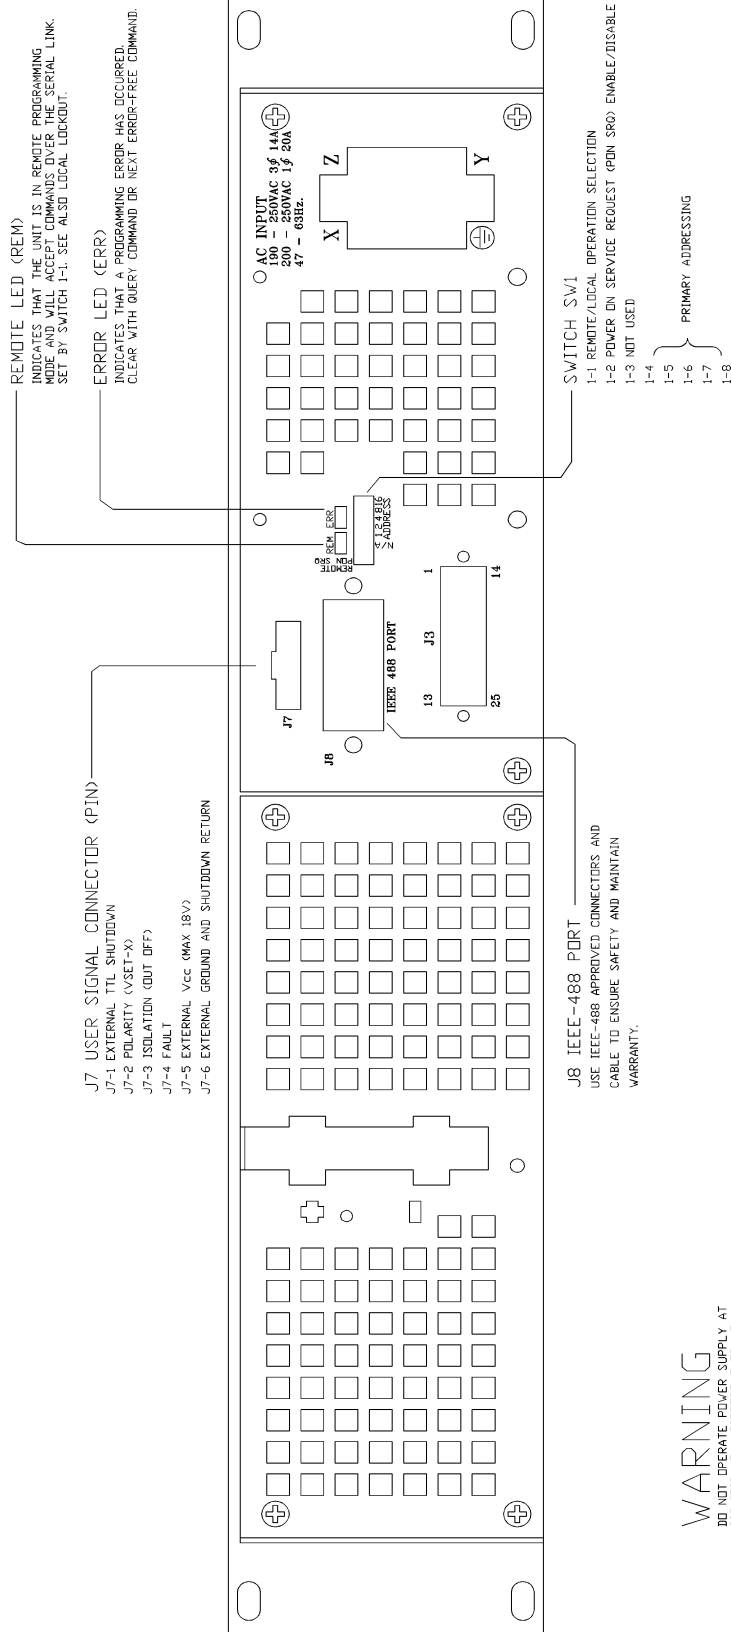 REMOTE LED (REM)
INDICATES THAT THE UNIT IS IN REMOTE PROGRAMMING
MODE AND WILL ACCEPT COMMANDS OVER THE SERIAL LINK.
SET BY SWITCH 1-1. SEE ALSO LOCAL LOCKOUT.
ERROR LED (ERR)
INDICATES THAT A PROGRAMMING ERROR HAS OCCURRED.
CLEAR WITH QUERY COMMAND OR NEXT ERROR-FREE COMMAND.
J7 USER SIGNAL CONNECTOR (PIN)
J7-1 EXTERNAL TTL SHUTDOWN
J7-2 POLARITY (VSET-X)
J7-3 ISOLATION (OUT OFF)
J7-4 FAULT
J7-5 EXTERNAL Vcc (MAX 18V)
J7-6 EXTERNAL GROUND AND SHUTDOWN RETURN
AC INPUT
190 - 250VAC 3ϕ 14A
200 - 250VAC 1ϕ 20A
47 - 63Hz.
X Z
Y
REM ERR
REMOTE
PON SRQ
1 2 4 8 16
ADDRESS
J7
J8
IEEE 488 PORT
J3
13 1
25 14
SWITCH SW1
1-1 REMOTE/LOCAL OPERATION SELECTION
1-2 POWER ON SERVICE REQUEST (PON SRQ) ENABLE/DISABLE
1-3 NOT USED
1-4
1-5
1-6
1-7
1-8
PRIMARY ADDRESSING
J8 IEEE-488 PORT
USE IEEE-488 APPROVED CONNECTORS AND
CABLE TO ENSURE SAFETY AND MAINTAIN
WARRANTY.
WARNING
DO NOT OPERATE POWER SUPPLY AT